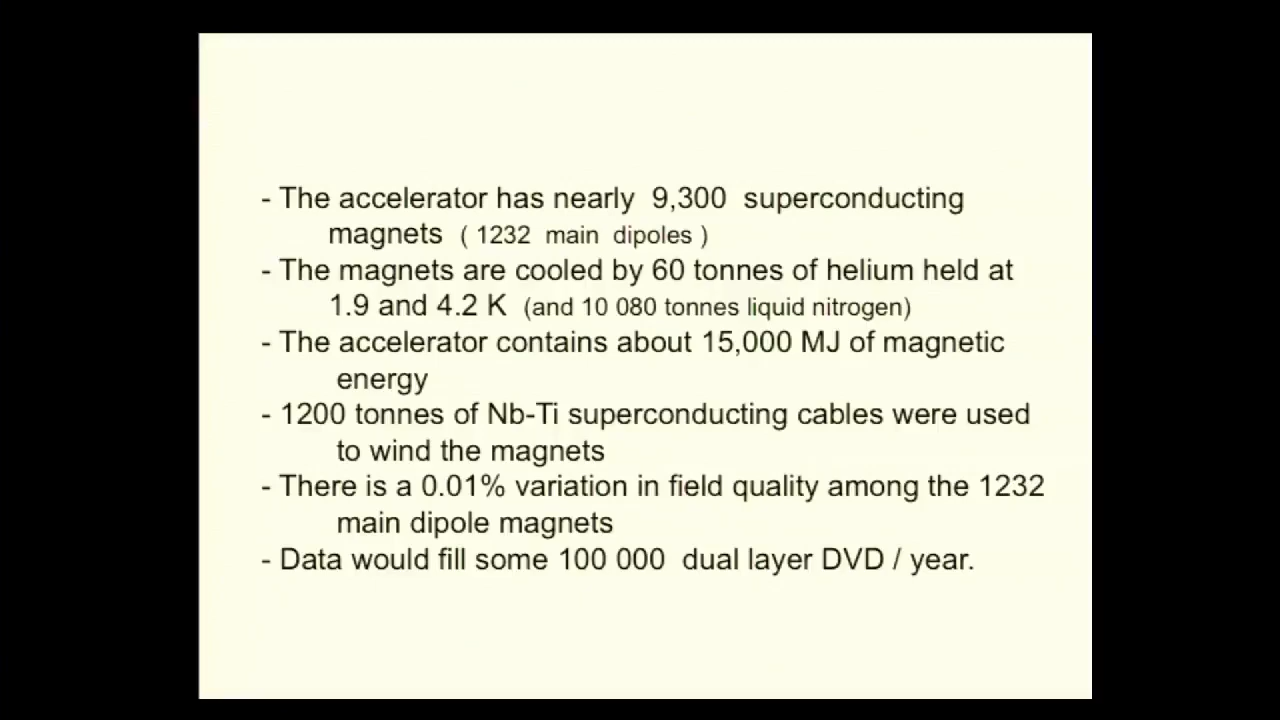 - The accelerator has nearly 9,300 superconducting
magnets ( 1232 main dipoles )
- The magnets are cooled by 60 tonnes of helium held at
1.9 and 4.2 K (and 10 080 tonnes liquid nitrogen)
- The accelerator contains about 15,000 MJ of magnetic
energy
- 1200 tonnes of Nb-Ti superconducting cables were used
to wind the magnets
- There is a 0.01% variation in field quality among the 1232
main dipole magnets
- Data would fill some 100 000 dual layer DVD / year.